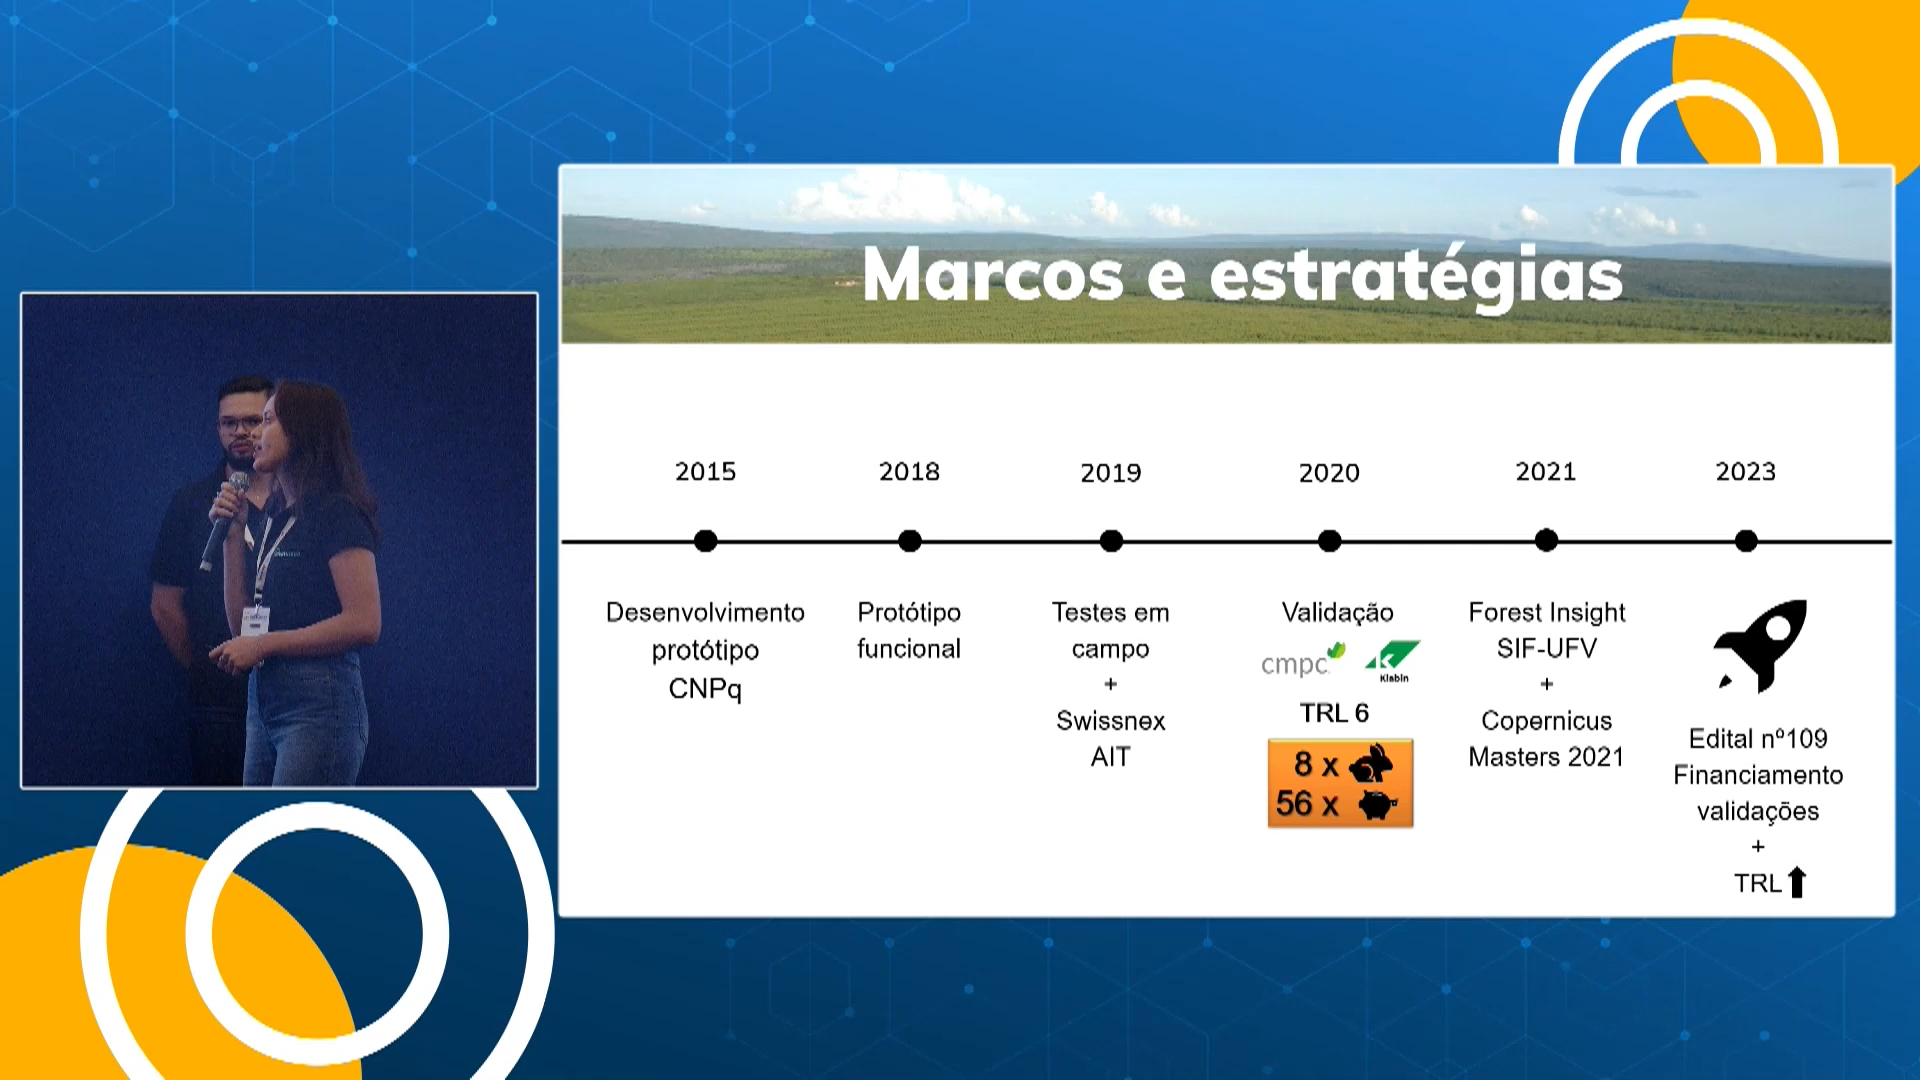 Marcos e estratégias
2015
2018
2019
2020
2021
2023
Desenvolvimento
protótipo
CNPq
Protótipo
funcional
Testes em
campo
+
Swissnex
AIT
Validação
cmpc
Klabin
TRL 6
8 x
56 x
Forest Insight
SIF-UFV
+
Copernicus
Masters 2021
Edital nº109
Financiamento
validações
+
TRL